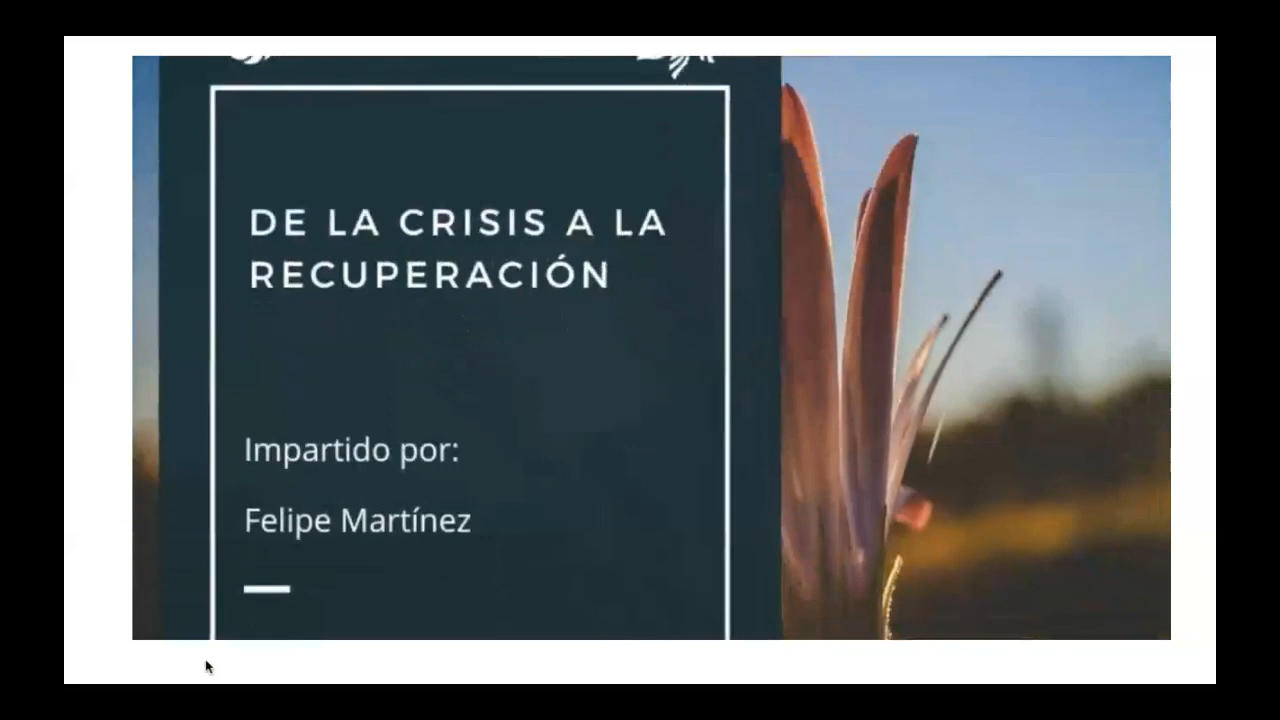 DE LA CRISIS A LA
RECUPERACIÓN
Impartido por:
Felipe Martínez